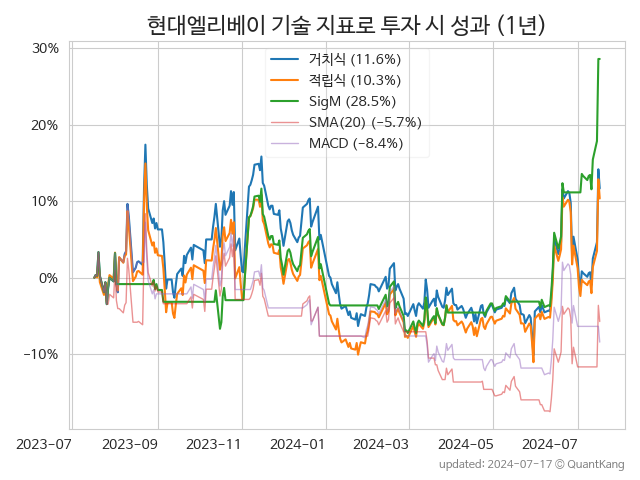 현대엘리베이 기술 지표로 투자 시 성과 (1년)
거치식 (11.6%)
적립식 (10.3%)
SigM (28.5%)
SMA(20) (−5.7%)
MACD (−8.4%)
30%
20%
10%
0%
−10%
2023-07 2023-09 2023-11 2024-01 2024-03 2024-05 2024-07
updated: 2024-07-17 © QuantKang